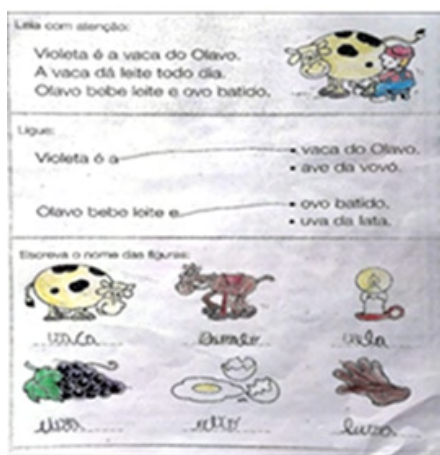 Leia com atenção:
Violeta é a vaca do Olavo.
A vaca dá leite todo dia.
Olavo bebe leite e ovo batido.
Ligue:
Violeta é a
• vaca do Olavo.
• ave da vovó.
Olavo bebe leite e
• ovo batido.
• uva da lata.
Escreva o nome das figuras:
vaca vela
uva luva